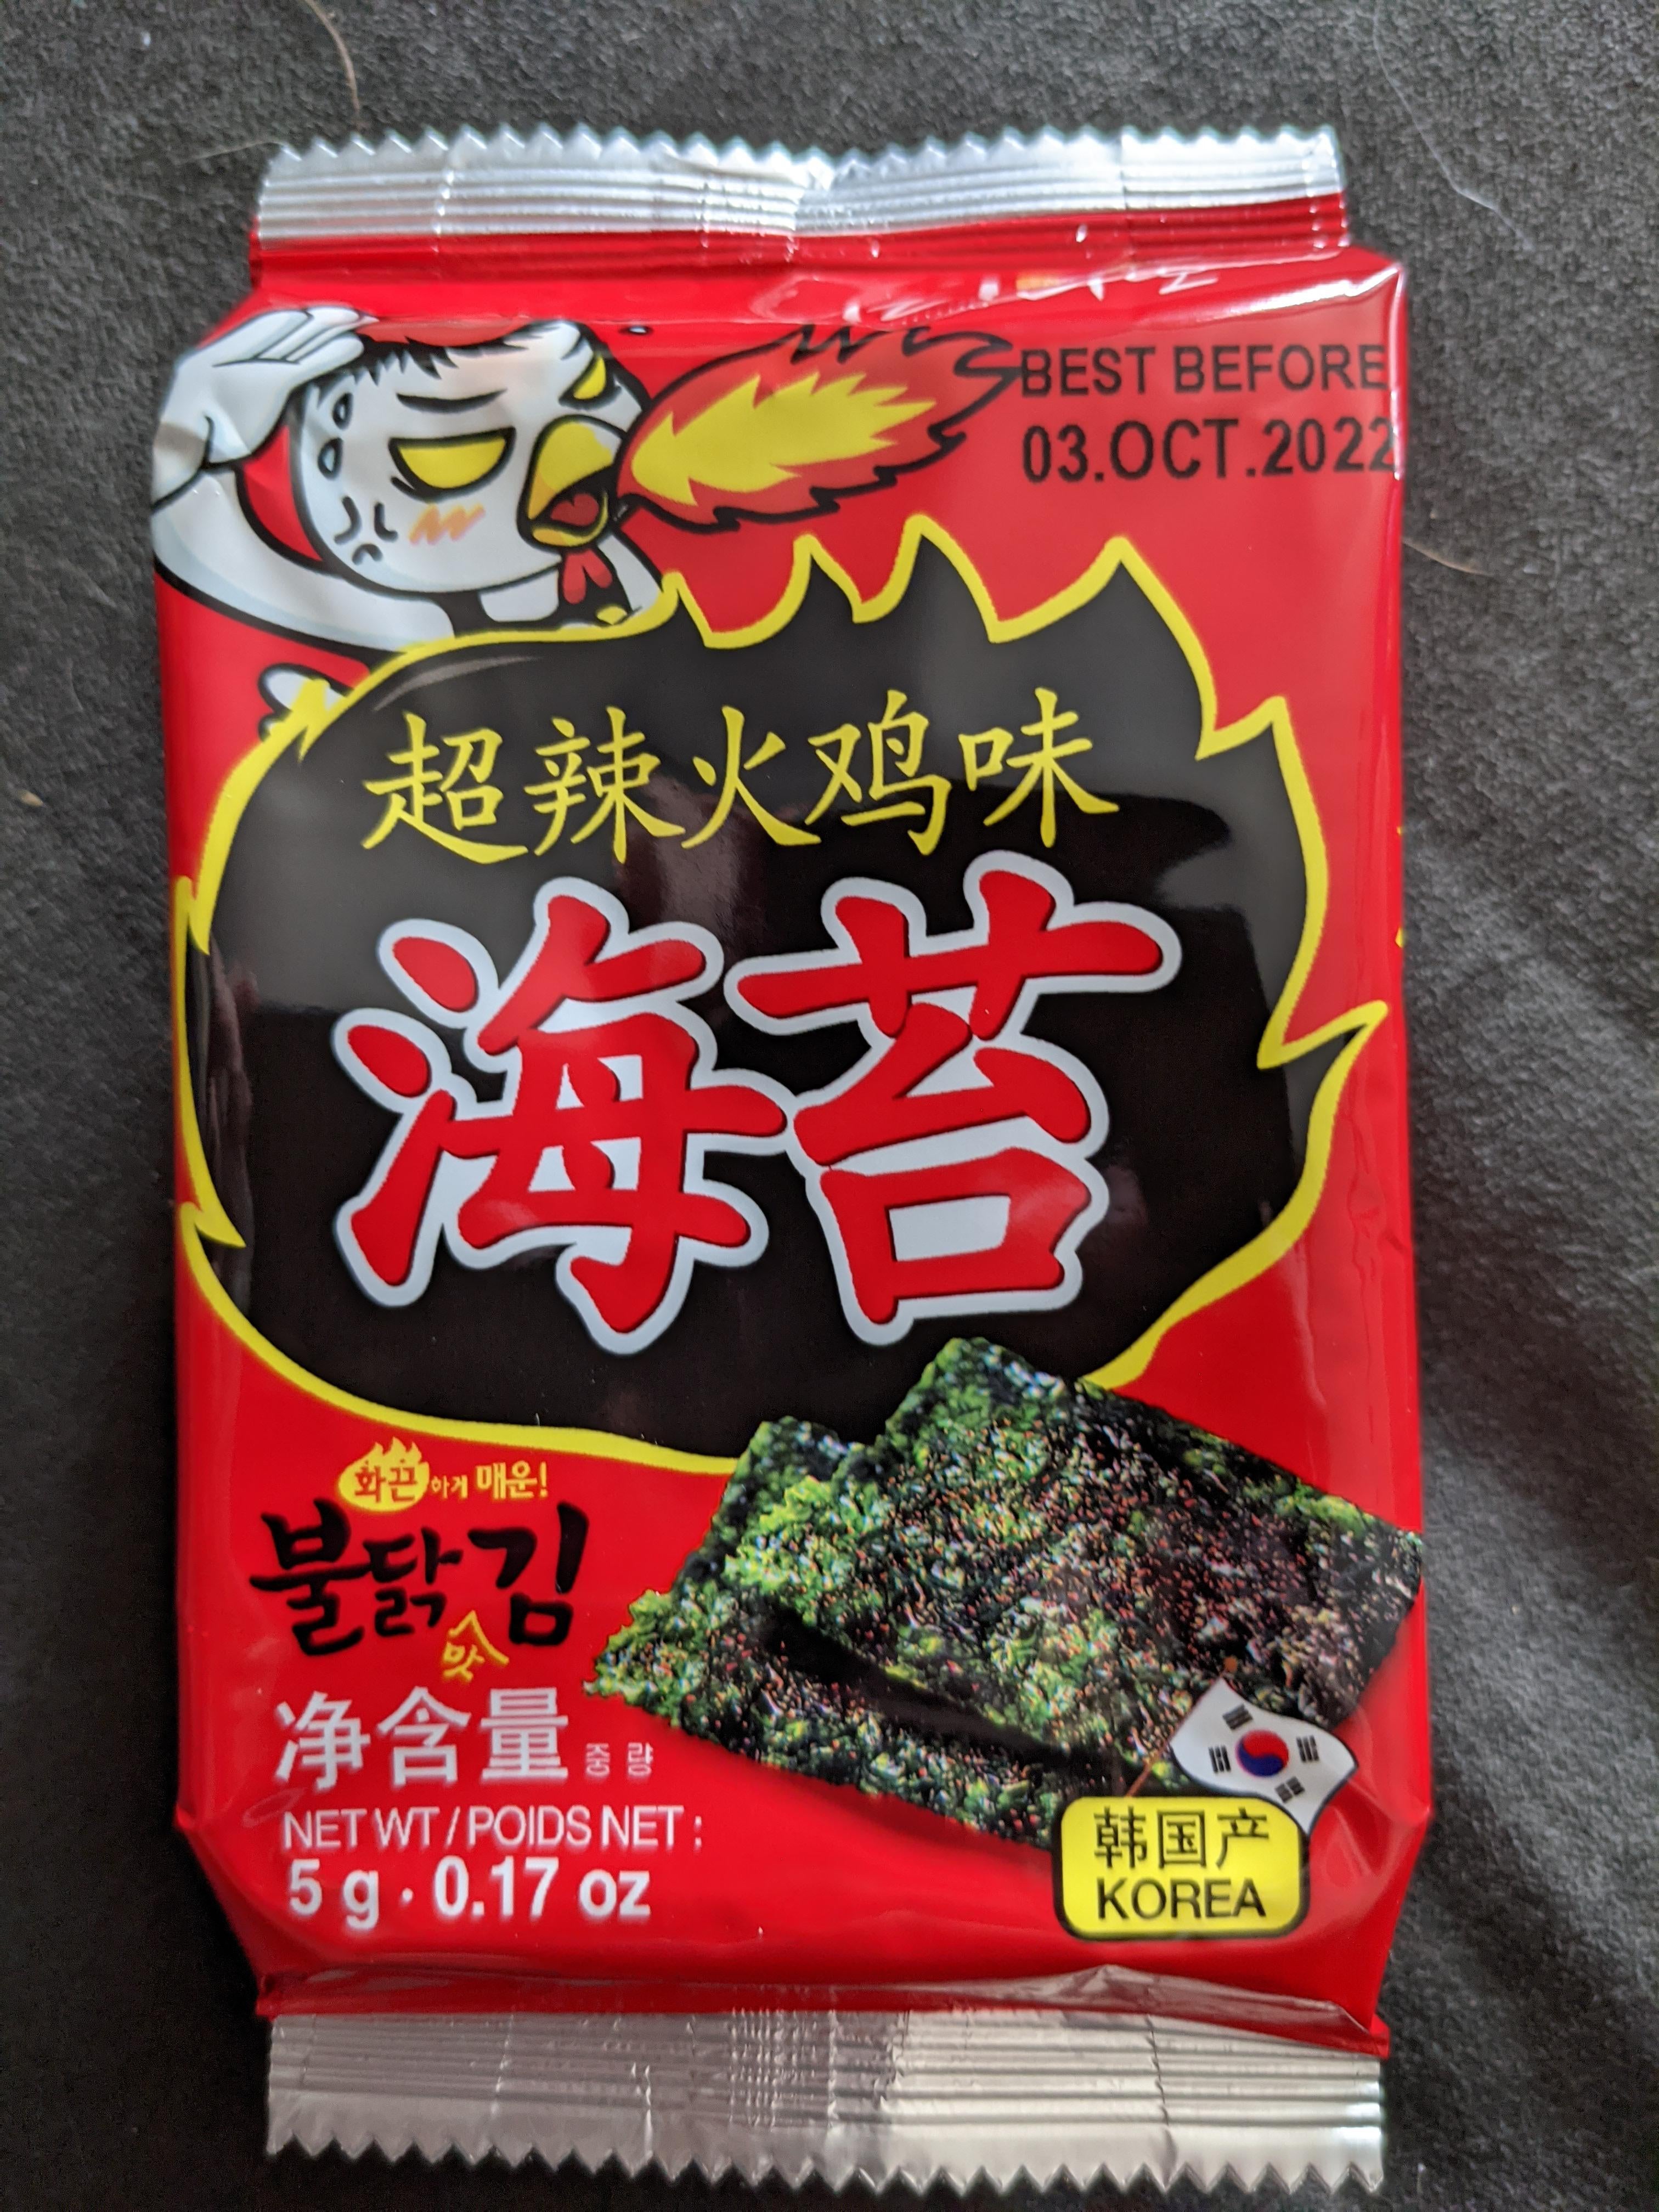 BEST BEFORE
03.OCT.2022
超辣火鸡味
海苔
화끈하게 매운!
불닭맛김
净含量 중량
NET WT / POIDS NET :
5 g · 0.17 oz
韩国产
KOREA